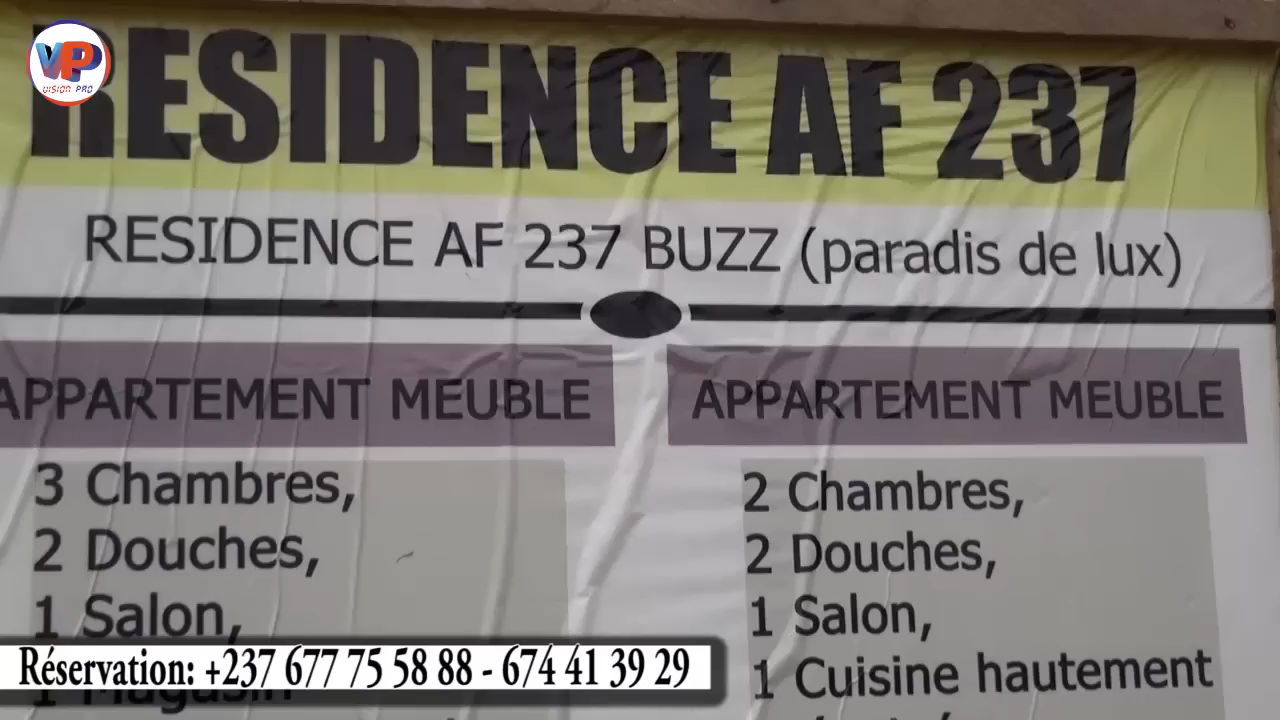 VP
VISION PRO
RESIDENCE AF 237
RESIDENCE AF 237 BUZZ (paradis de lux)
APPARTEMENT MEUBLE
3 Chambres,
2 Douches,
1 Salon,
1 Magasin
APPARTEMENT MEUBLE
2 Chambres,
2 Douches,
1 Salon,
1 Cuisine hautement
Réservation: +237 677 75 58 88 - 674 41 39 29